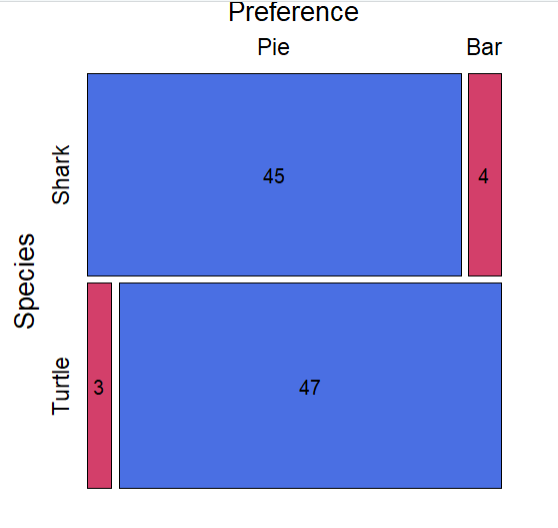 Preference
Pie Bar
Species
Shark
45 4
Turtle
3 47